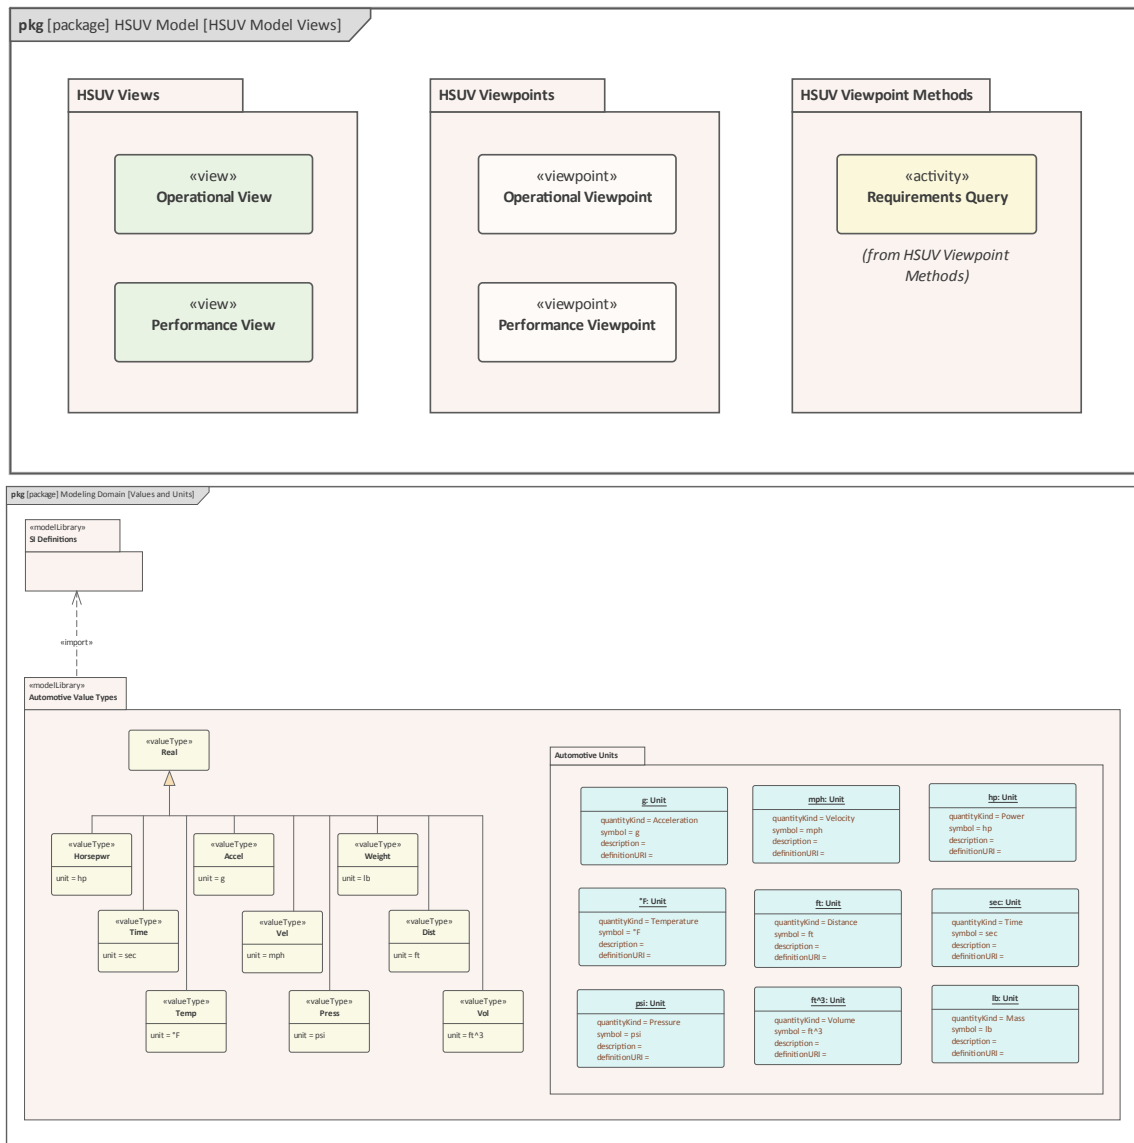 pkg [package] HSUV Model [HSUV Model Views]
HSUV Views
«view»
Operational View
«view»
Performance View
HSUV Viewpoints
«viewpoint»
Operational Viewpoint
«viewpoint»
Performance Viewpoint
HSUV Viewpoint Methods
«activity»
Requirements Query
(from HSUV Viewpoint
Methods)
pkg [package] Modeling Domain [Values and Units]
«modelLibrary»
SI Definitions
«import»
«modelLibrary»
Automotive Value Types
«valueType»
Real
«valueType»
Horsepwr
unit = hp
«valueType»
Accel
unit = g
«valueType»
Weight
unit = lb
«valueType»
Time
unit = sec
«valueType»
Vel
unit = mph
«valueType»
Dist
unit = ft
«valueType»
Temp
unit = °F
«valueType»
Press
unit = psi
«valueType»
Vol
unit = ft^3
Automotive Units
g: Unit
quantityKind = Acceleration
symbol = g
description =
definitionURI =
mph: Unit
quantityKind = Velocity
symbol = mph
description =
definitionURI =
hp: Unit
quantityKind = Power
symbol = hp
description =
definitionURI =
°F: Unit
quantityKind = Temperature
symbol = °F
description =
definitionURI =
ft: Unit
quantityKind = Distance
symbol = ft
description =
definitionURI =
sec: Unit
quantityKind = Time
symbol = sec
description =
definitionURI =
psi: Unit
quantityKind = Pressure
symbol = psi
description =
definitionURI =
ft^3: Unit
quantityKind = Volume
symbol = ft^3
description =
definitionURI =
lb: Unit
quantityKind = Mass
symbol = lb
description =
definitionURI =